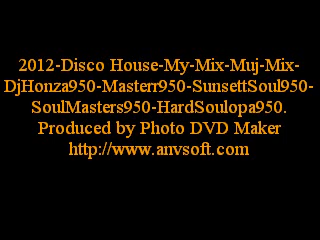 2012-Disco House-My-Mix-Muj-Mix-
DjHonza950-Masterr950-SunsettSoul950-
SoulMasters950-HardSoulopa950.
Produced by Photo DVD Maker
http://www.anvsoft.com